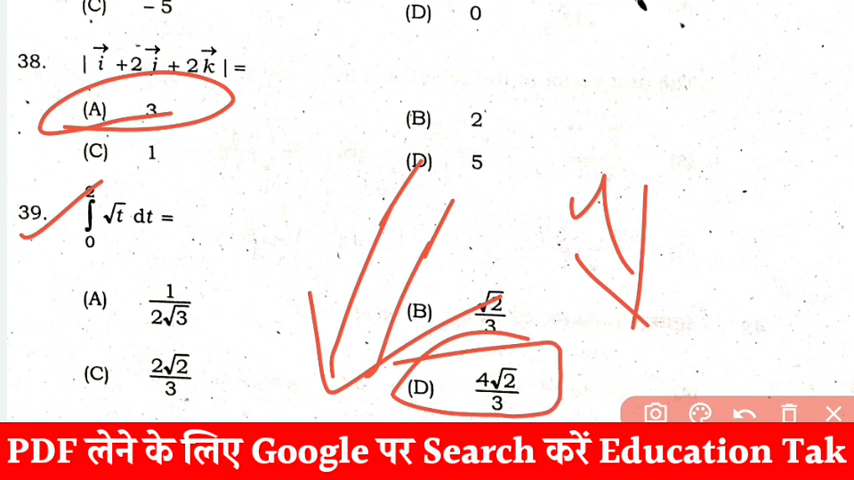 (C) - 5
(D) 0
38. | i⃗ + 2 j⃗ + 2 k⃗ | =
(A) 3
(B) 2
(C) 1
(D) 5
39. ∫₀² √t dt =
(A) 1/(2√3)
(B) √2/3
(C) 2√2/3
(D) 4√2/3
PDF लेने के लिए Google पर Search करें Education Tak